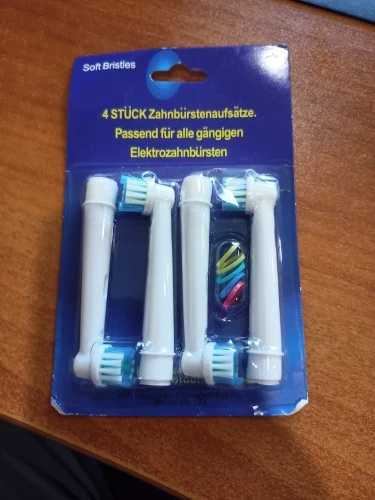 Soft Bristles
4 STÜCK Zahnbürstenaufsätze.
Passend für alle gängigen
Elektrozahnbürsten